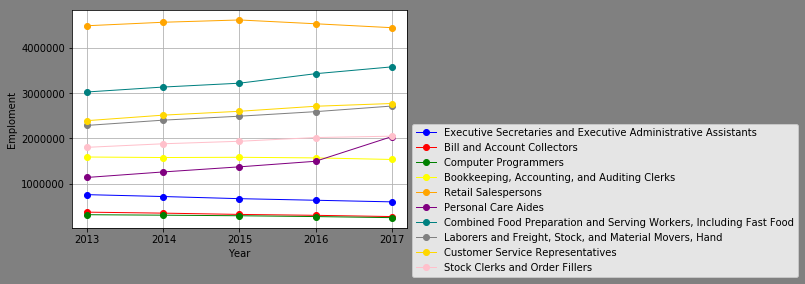 4000000
3000000
2000000
1000000
Emploment
2013 2014 2015 2016 2017
Year
Executive Secretaries and Executive Administrative Assistants
Bill and Account Collectors
Computer Programmers
Bookkeeping, Accounting, and Auditing Clerks
Retail Salespersons
Personal Care Aides
Combined Food Preparation and Serving Workers, Including Fast Food
Laborers and Freight, Stock, and Material Movers, Hand
Customer Service Representatives
Stock Clerks and Order Fillers